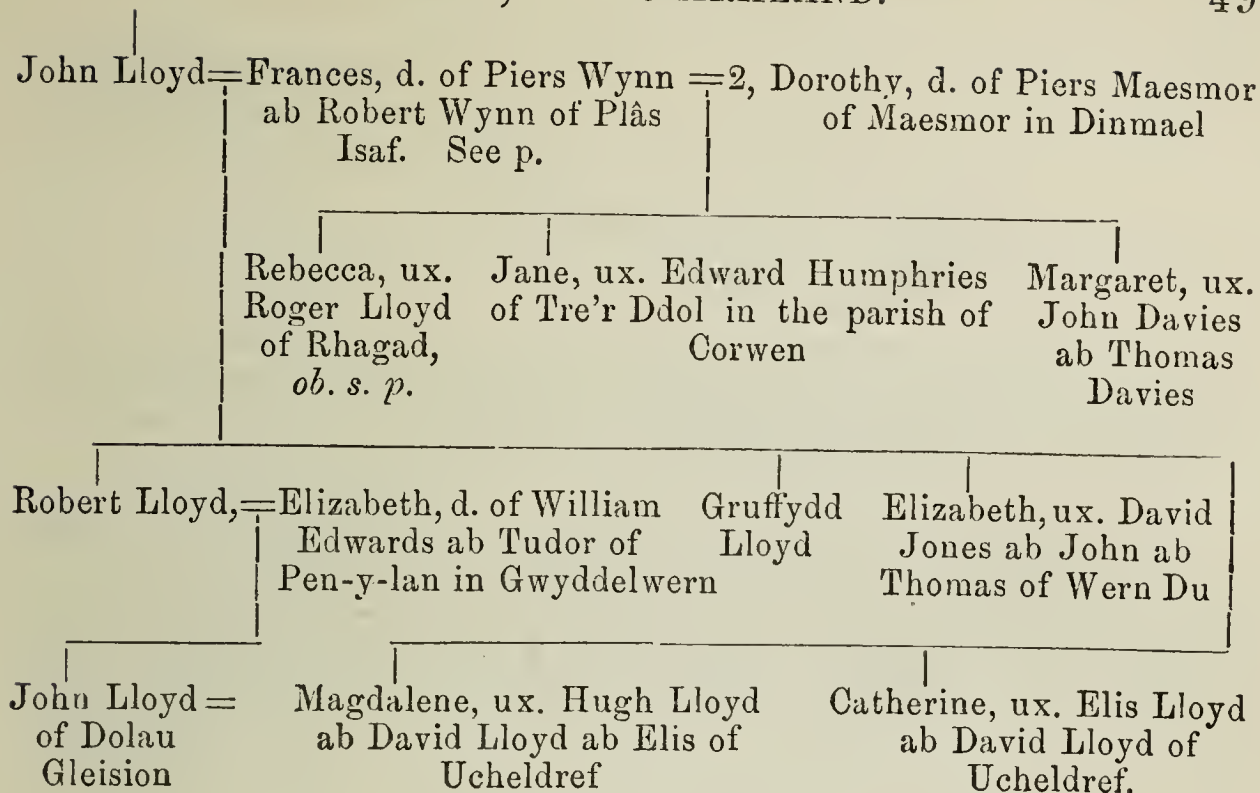 49
John Lloyd=Frances, d. of Piers Wynn =2, Dorothy, d. of Piers Maesmor
ab Robert Wynn of Plâs
Isaf. See p.
of Maesmor in Dinmael
Rebecca, ux.
Roger Lloyd
of Rhagad,
ob. s. p.
Jane, ux. Edward Humphries
of Tre'r Ddol in the parish of
Corwen
Margaret, ux.
John Davies
ab Thomas
Davies
Robert Lloyd,=Elizabeth, d. of William
Edwards ab Tudor of
Pen-y-lan in Gwyddelwern
Gruffydd
Lloyd
Elizabeth, ux. David
Jones ab John ab
Thomas of Wern Du
John Lloyd=
of Dolau
Gleision
Magdalene, ux. Hugh Lloyd
ab David Lloyd ab Elis of
Ucheldref
Catherine, ux. Elis Lloyd
ab David Lloyd of
Ucheldref.